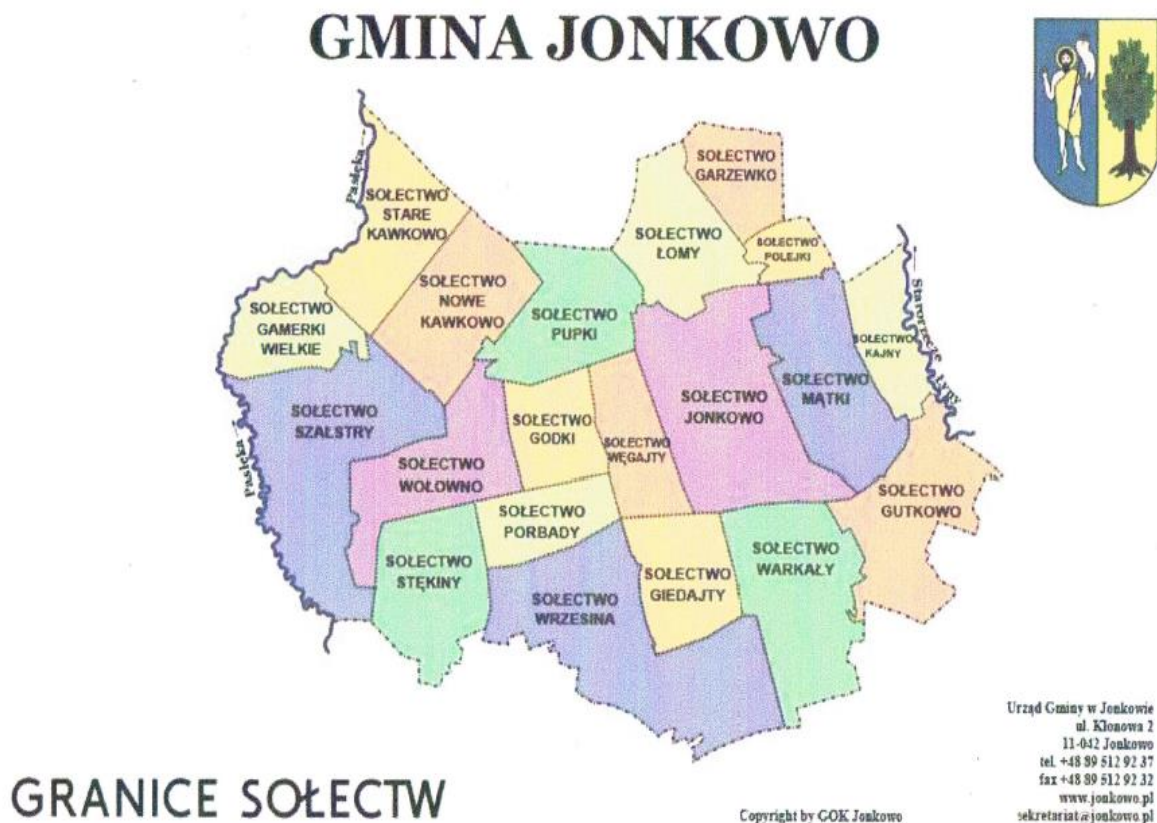 GMINA JONKOWO
Pasłęka
SOŁECTWO
GARZEWKO
SOŁECTWO
STARE
KAWKOWO
SOŁECTWO
ŁOMY
SOŁECTWO
POLEJKI
SOŁECTWO
NOWE
KAWKOWO
SOŁECTWO
GAMERKI
WIELKIE
SOŁECTWO
PUPKI
SOŁECTWO
KAJNY
Starorzecze Łyny
SOŁECTWO
MĄTKI
SOŁECTWO
JONKOWO
SOŁECTWO
SZAŁSTRY
SOŁECTWO
GODKI
SOŁECTWO
WĘGAJTY
Pasłęka
SOŁECTWO
WOŁOWNO
SOŁECTWO
GUTKOWO
SOŁECTWO
PORBADY
SOŁECTWO
WARKAŁY
SOŁECTWO
STĘKINY
SOŁECTWO
GIEDAJTY
SOŁECTWO
WRZESINA
Urząd Gminy w Jonkowie
ul. Klonowa 2
11-042 Jonkowo
tel. +48 89 512 92 37
fax +48 89 512 92 32
www.jonkowo.pl
sekretariat@jonkowo.pl
GRANICE SOŁECTW
Copyright by GOK Jonkowo